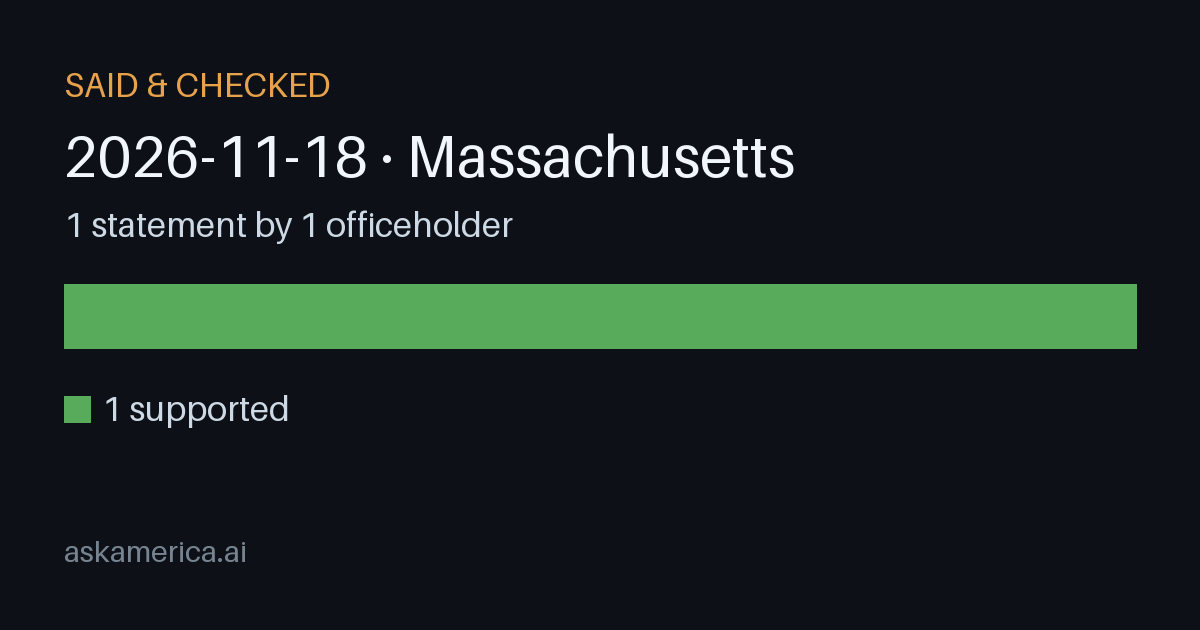 SAID & CHECKED
2026-11-18 · Massachusetts
1 statement by 1 officeholder
1 supported
askamerica.ai